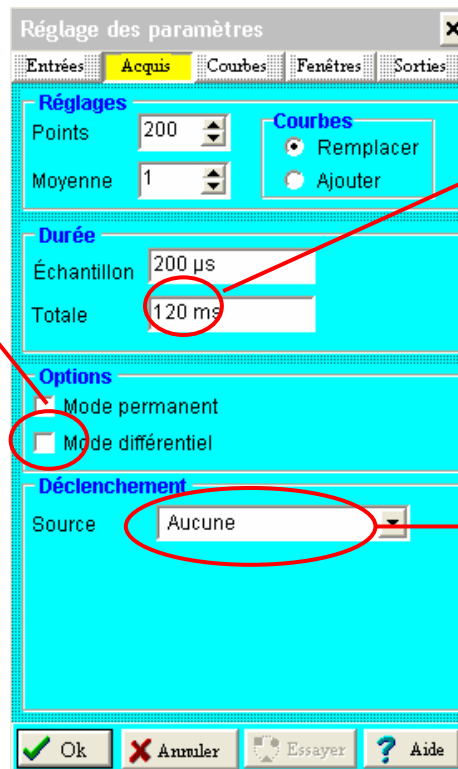 Réglage des paramètres
Entrées Acquis Courbes Fenêtres Sorties
Réglages
Points 200
Moyenne 1
Courbes
Remplacer
Ajouter
Durée
Échantillon 200 µs
Totale 120 ms
Options
Mode permanent
Mode différentiel
Déclenchement
Source Aucune
Ok Annuler Essayer ? Aide